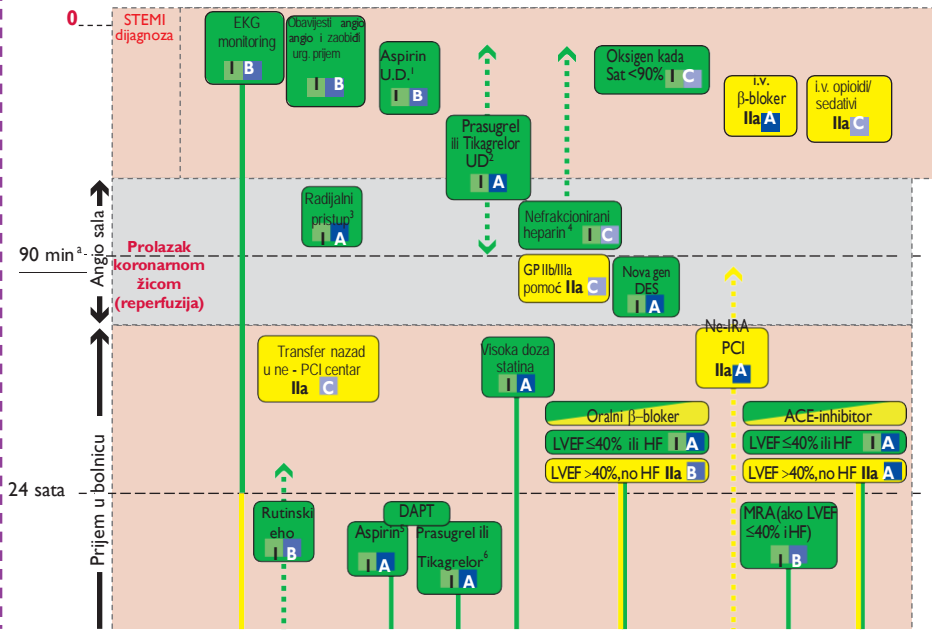 0
STEMI
dijagnoza
EKG
monitoring
I B
Obavijesti angio
angio i zaobiđi
urg. prijem
I B
Aspirin
U.D.1
I B
Prasugrel
ili Tikagrelor
UD2
I A
Oksigen kada
Sat <90% I C
i.v.
β-bloker
IIa A
i.v. opioidi/
sedativi
IIa C
Angio sala
90 min a
Prolazak
koronarnom
žicom
(reperfuzija)
Radijalni
pristup3
I A
Nefrakcionirani
heparin 4 I C
GP IIb/IIIa
pomoć IIa C
Nova gen
DES
I A
Prijem u bolnicu
Transfer nazad
u ne - PCI centar
IIa C
Visoka doza
statina
I A
Ne-IRA
PCI
IIa A
Oralni β–bloker
LVEF ≤40% ili HF I A
LVEF >40%, no HF IIa B
ACE-inhibitor
LVEF ≤40% ili HF I A
LVEF >40%, no HF IIa A
24 sata
Rutinski
eho
I B
DAPT
Aspirin5
I A
Prasugrel ili
Tikagrelor6
I A
MRA (ako LVEF
≤40% i HF)
I B